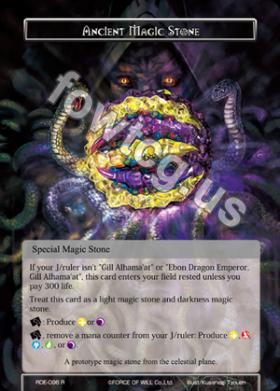 Ancient Magic Stone
fowtcg.us
Special Magic Stone
If your J/ruler isn't "Gill Alhama'at" or "Ebon Dragon Emperor,
Gill Alhama'at", this card enters your field rested unless you
pay 300 life.
Treat this card as a light magic stone and darkness magic
stone.
: Produce or .
, remove a mana counter from your J/ruler: Produce ,
, , or .
A prototype magic stone from the celestial plane.
RDE-096 R
©FORCE OF WILL Co.,Ltd.